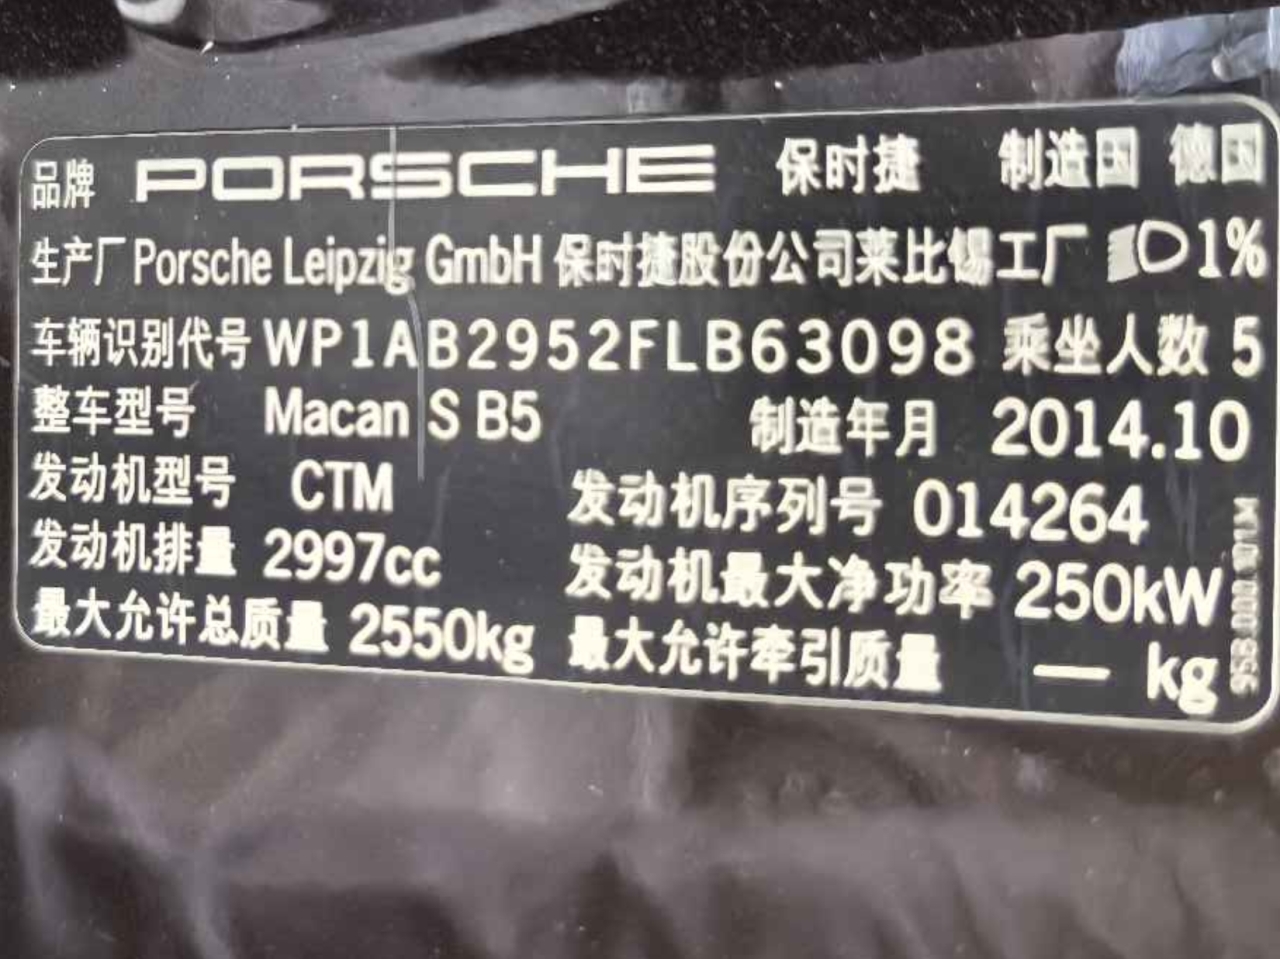 品牌 PORSCHE 保时捷 制造国 德国
生产厂 Porsche Leipzig GmbH 保时捷股份公司莱比锡工厂 1%
车辆识别代号 WP1AB2952FLB63098 乘坐人数 5
整车型号 Macan S B5 制造年月 2014.10
发动机型号 CTM 发动机序列号 014264
发动机排量 2997cc 发动机最大净功率 250kW
最大允许总质量 2550kg 最大允许牵引质量 — kg